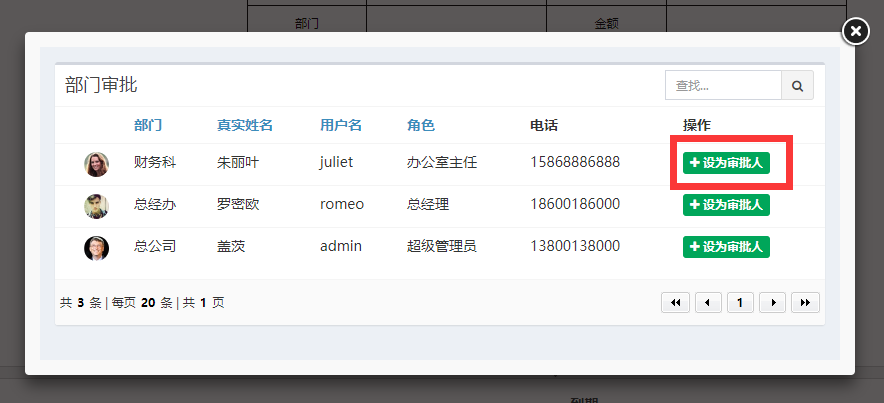 部门 金额
部门审批 查找...
部门 真实姓名 用户名 角色 电话 操作
财务科 朱丽叶 juliet 办公室主任 15868886888 设为审批人
总经办 罗密欧 romeo 总经理 18600186000 设为审批人
总公司 盖茨 admin 超级管理员 13800138000 设为审批人
共 3 条 | 每页 20 条 | 共 1 页 1